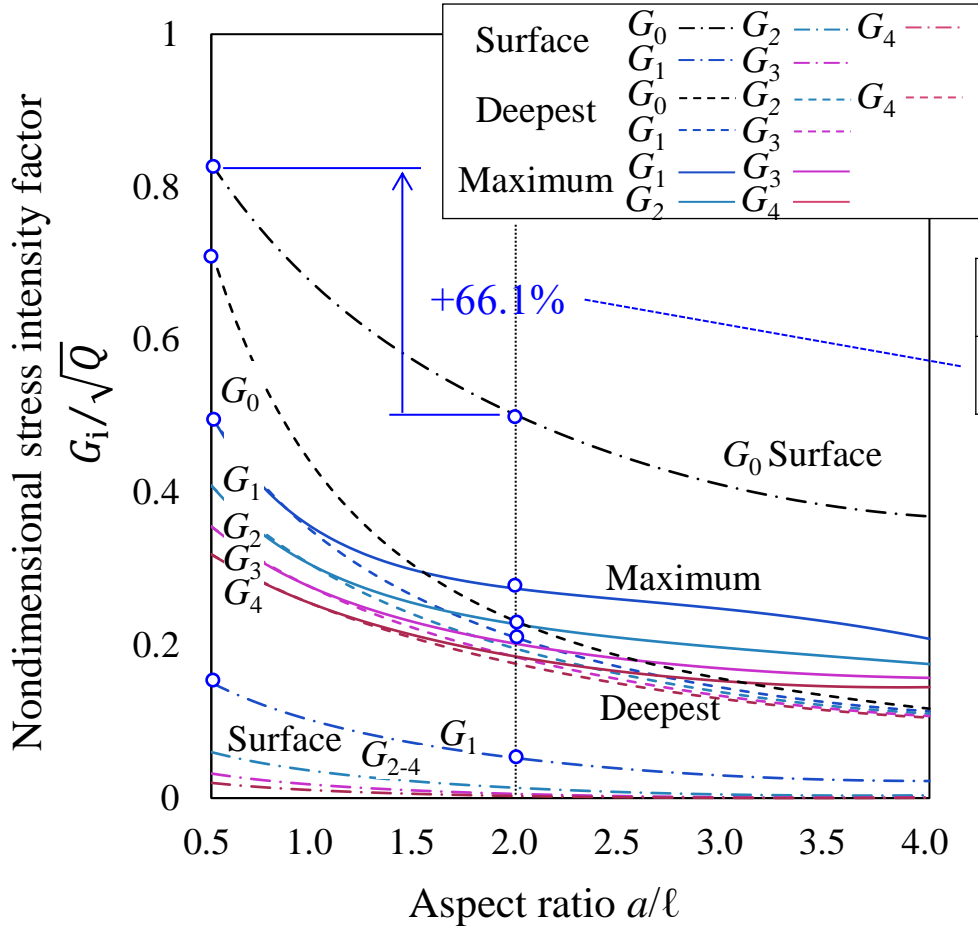 Surface G0 G2 G4
G1 G3
Deepest G0 G2 G4
G1 G3
Maximum G1 G3
G2 G4
Nondimensional stress intensity factor
Gi/√Q
1
0.8
0.6
0.4
0.2
0
+66.1%
G0
G1
G2
G3
G4
G0 Surface
Maximum
Deepest
Surface
G1
G2-4
0.5 1.0 1.5 2.0 2.5 3.0 3.5 4.0
Aspect ratio a/ℓ